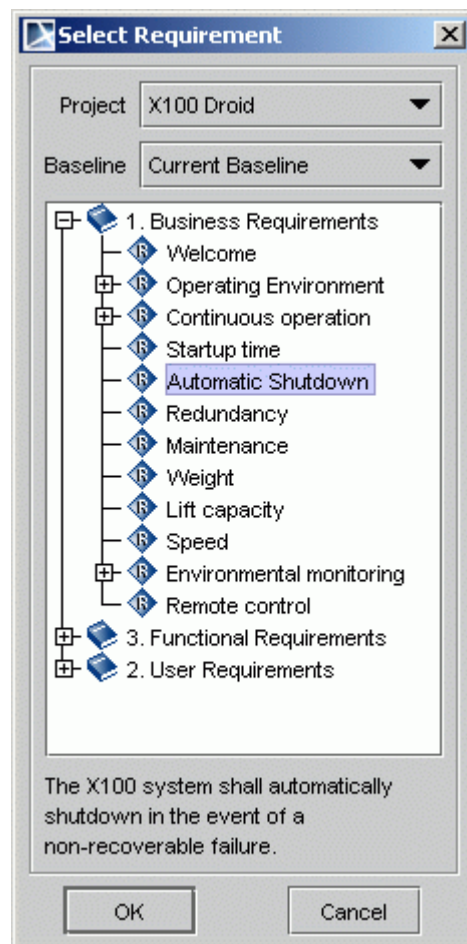 Select Requirement
Project X100 Droid
Baseline Current Baseline
1. Business Requirements
Welcome
Operating Environment
Continuous operation
Startup time
Automatic Shutdown
Redundancy
Maintenance
Weight
Lift capacity
Speed
Environmental monitoring
Remote control
3. Functional Requirements
2. User Requirements
The X100 system shall automatically
shutdown in the event of a
non-recoverable failure.
OK Cancel